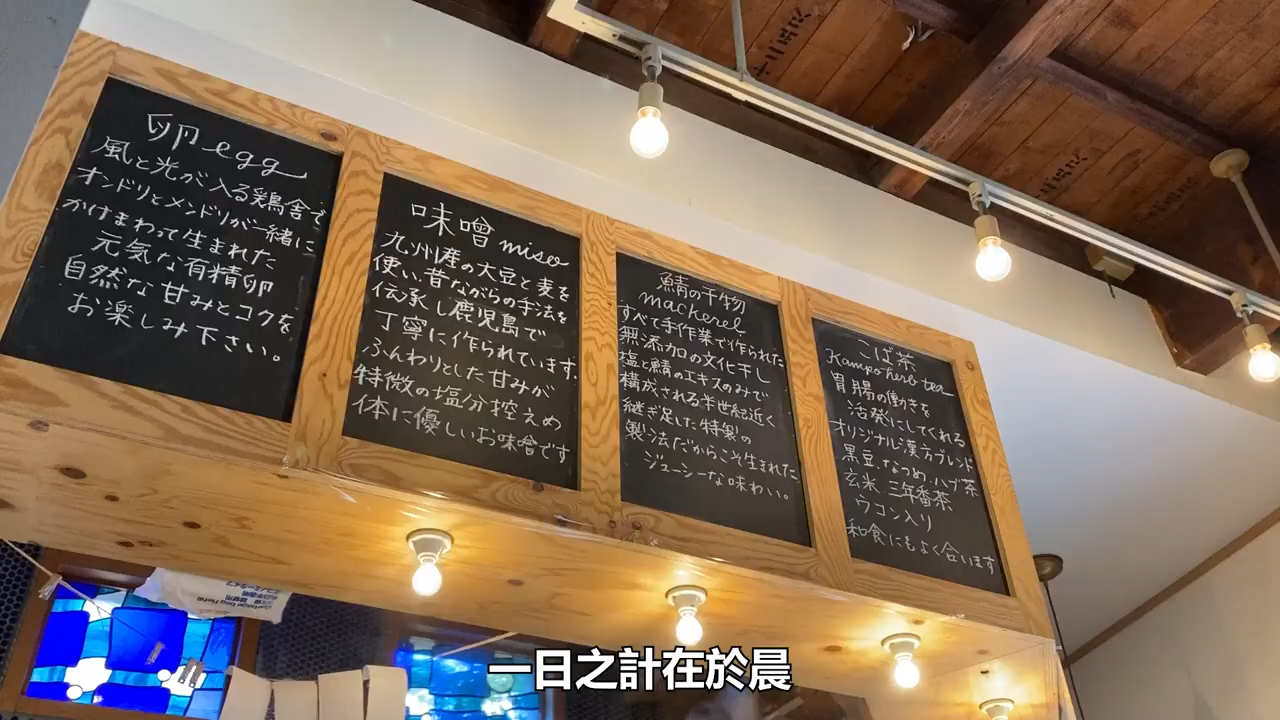 卵 egg
風と光が入る鶏舎で
オンドリとメンドリが一緒に
かけまわって生まれた
元気な有精卵
自然な甘みとコクを
お楽しみ下さい。
味噌 miso
九州産の大豆と麦を
使い、昔ながらの手法を
伝承し鹿児島で
丁寧に作られています。
ふんわりとした甘みが
特微の塩分控えめ
体に優しいお味噌です
鯖の干物
mackerel
すべて手作業で作られた
無添加の文化干し
塩と鯖のエキスのみで
構成される半世紀近く
継ぎ足した特製の
製法だからこそ生まれた
ジューシーな味わい。
こば茶
Kampo herb tea
胃腸の働きを
活発にしてくれる
オリジナル漢方ブレンド
黒豆、なつめ、ハブ茶
玄米、三年番茶
ウコン入り
和食にもよく合います
一日之計在於晨